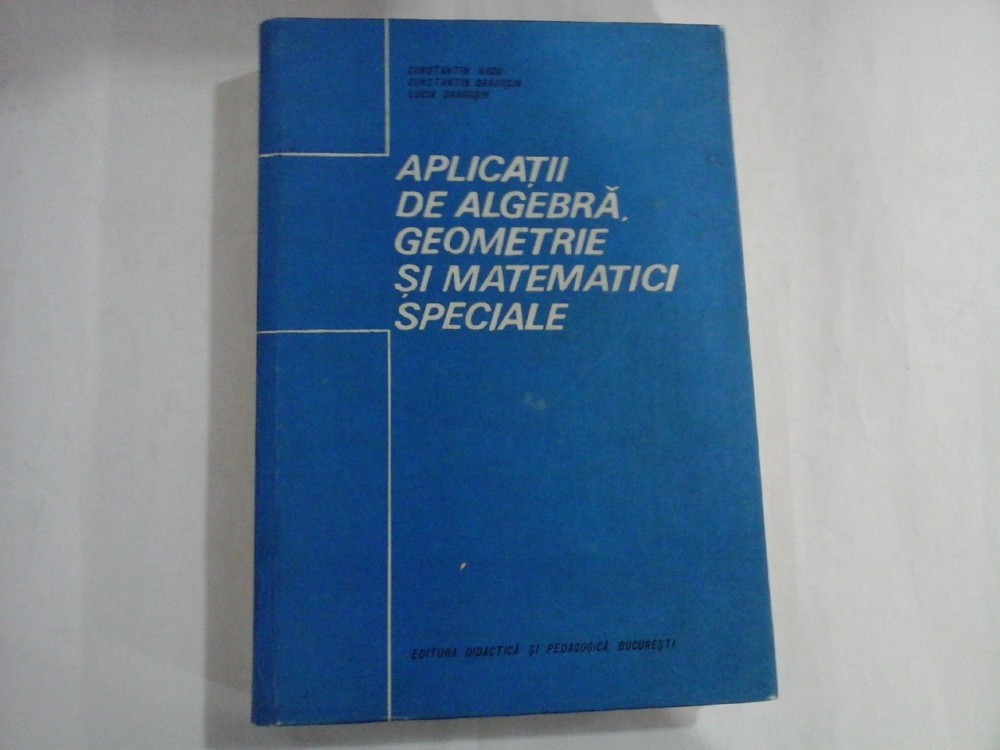 CONSTANTIN RADU
CONSTANTIN DRĂGUȘIN
LUCIA DRĂGUȘIN
APLICAȚII
DE ALGEBRĂ,
GEOMETRIE
ȘI MATEMATICI
SPECIALE
EDITURA DIDACTICĂ ȘI PEDAGOGICĂ, BUCUREȘTI